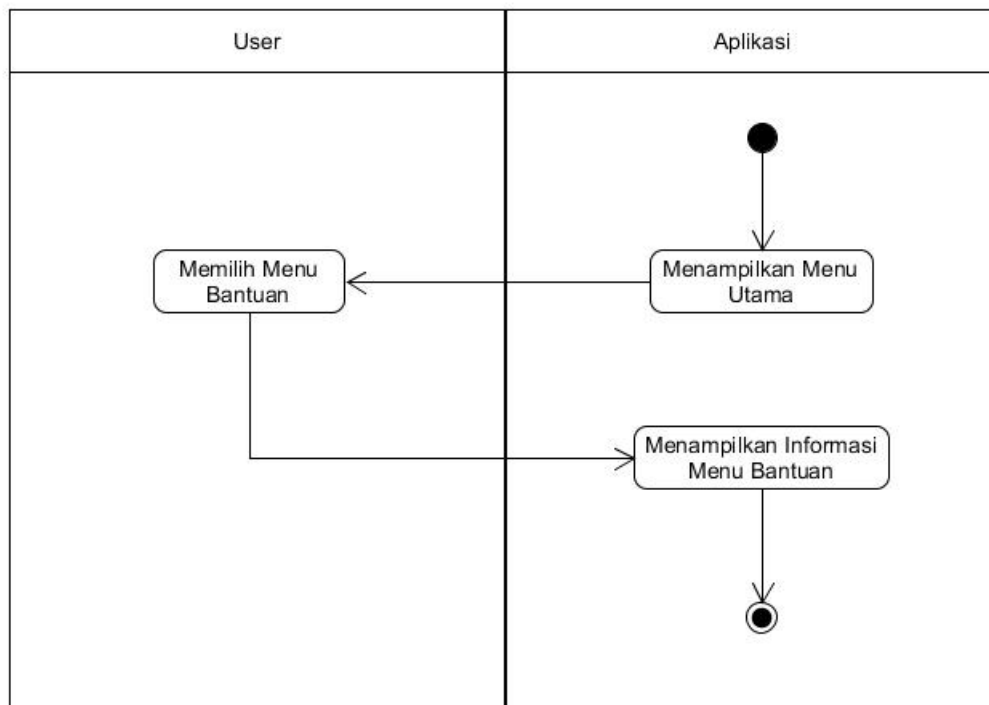 User
Aplikasi
Menampilkan Menu
Utama
Memilih Menu
Bantuan
Menampilkan Informasi
Menu Bantuan